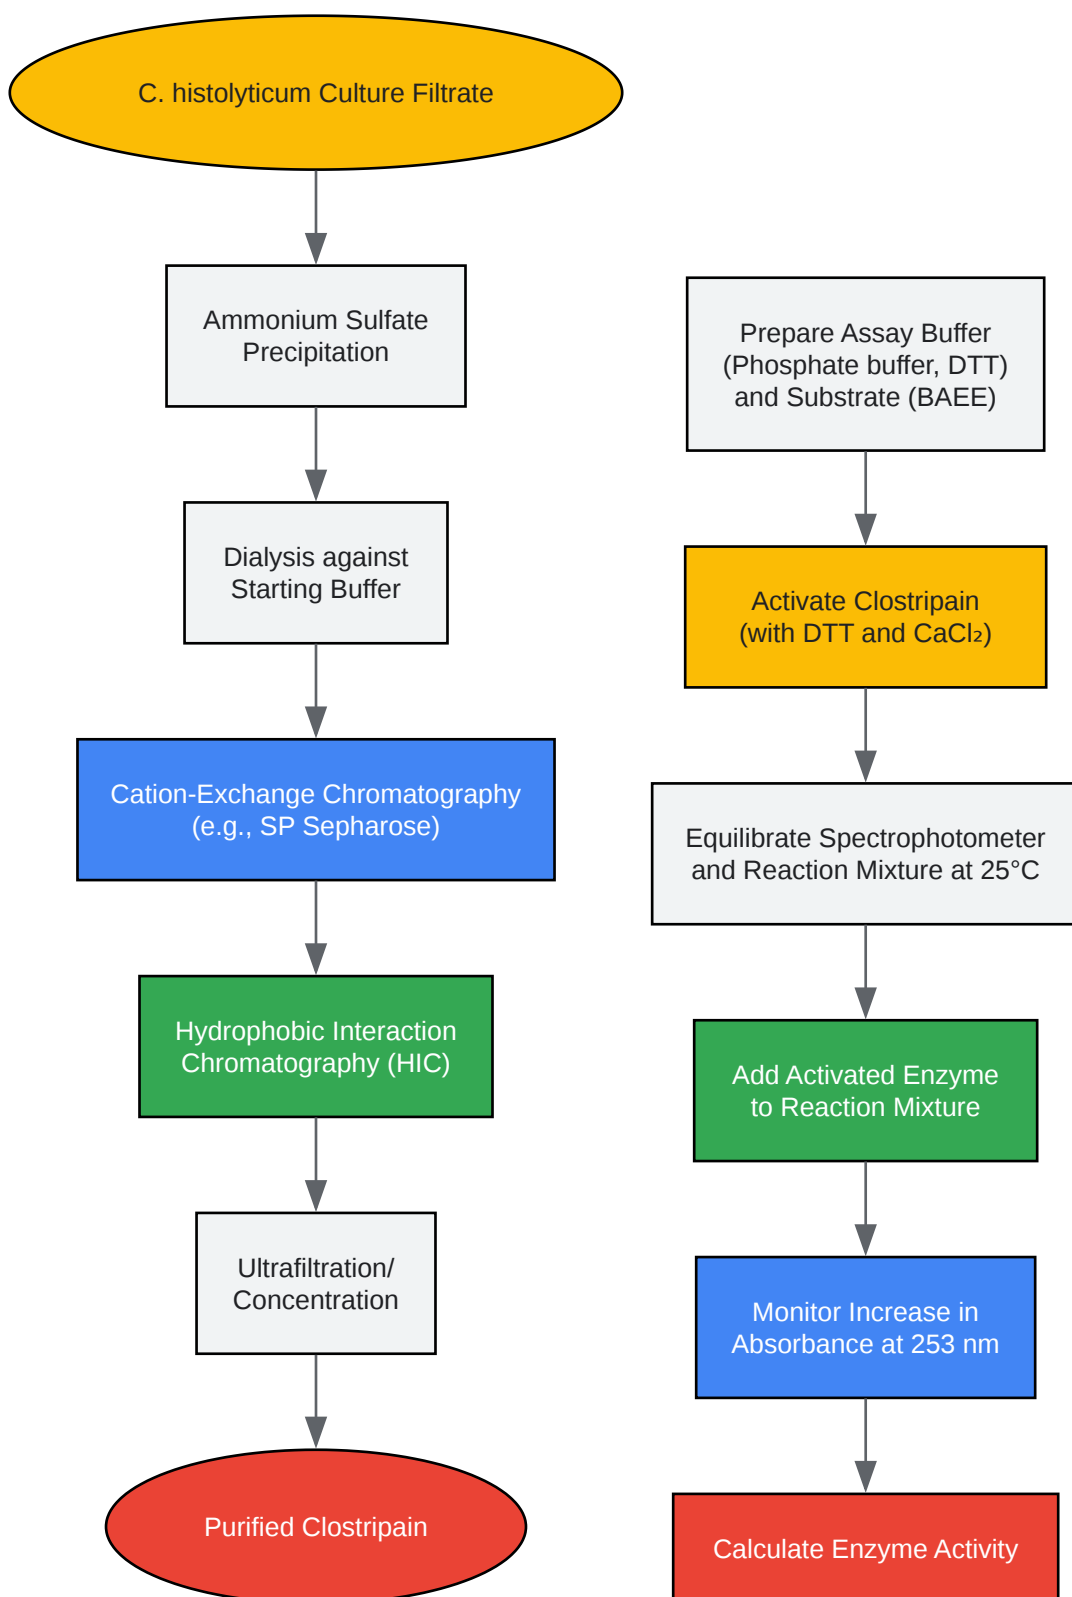 C. histolyticum Culture Filtrate
Ammonium Sulfate
Precipitation
Dialysis against
Starting Buffer
Cation-Exchange Chromatography
(e.g., SP Sepharose)
Hydrophobic Interaction
Chromatography (HIC)
Ultrafiltration/
Concentration
Purified Clostripain
Prepare Assay Buffer
(Phosphate buffer, DTT)
and Substrate (BAEE)
Activate Clostripain
(with DTT and CaCl₂)
Equilibrate Spectrophotometer
and Reaction Mixture at 25°C
Add Activated Enzyme
to Reaction Mixture
Monitor Increase in
Absorbance at 253 nm
Calculate Enzyme Activity